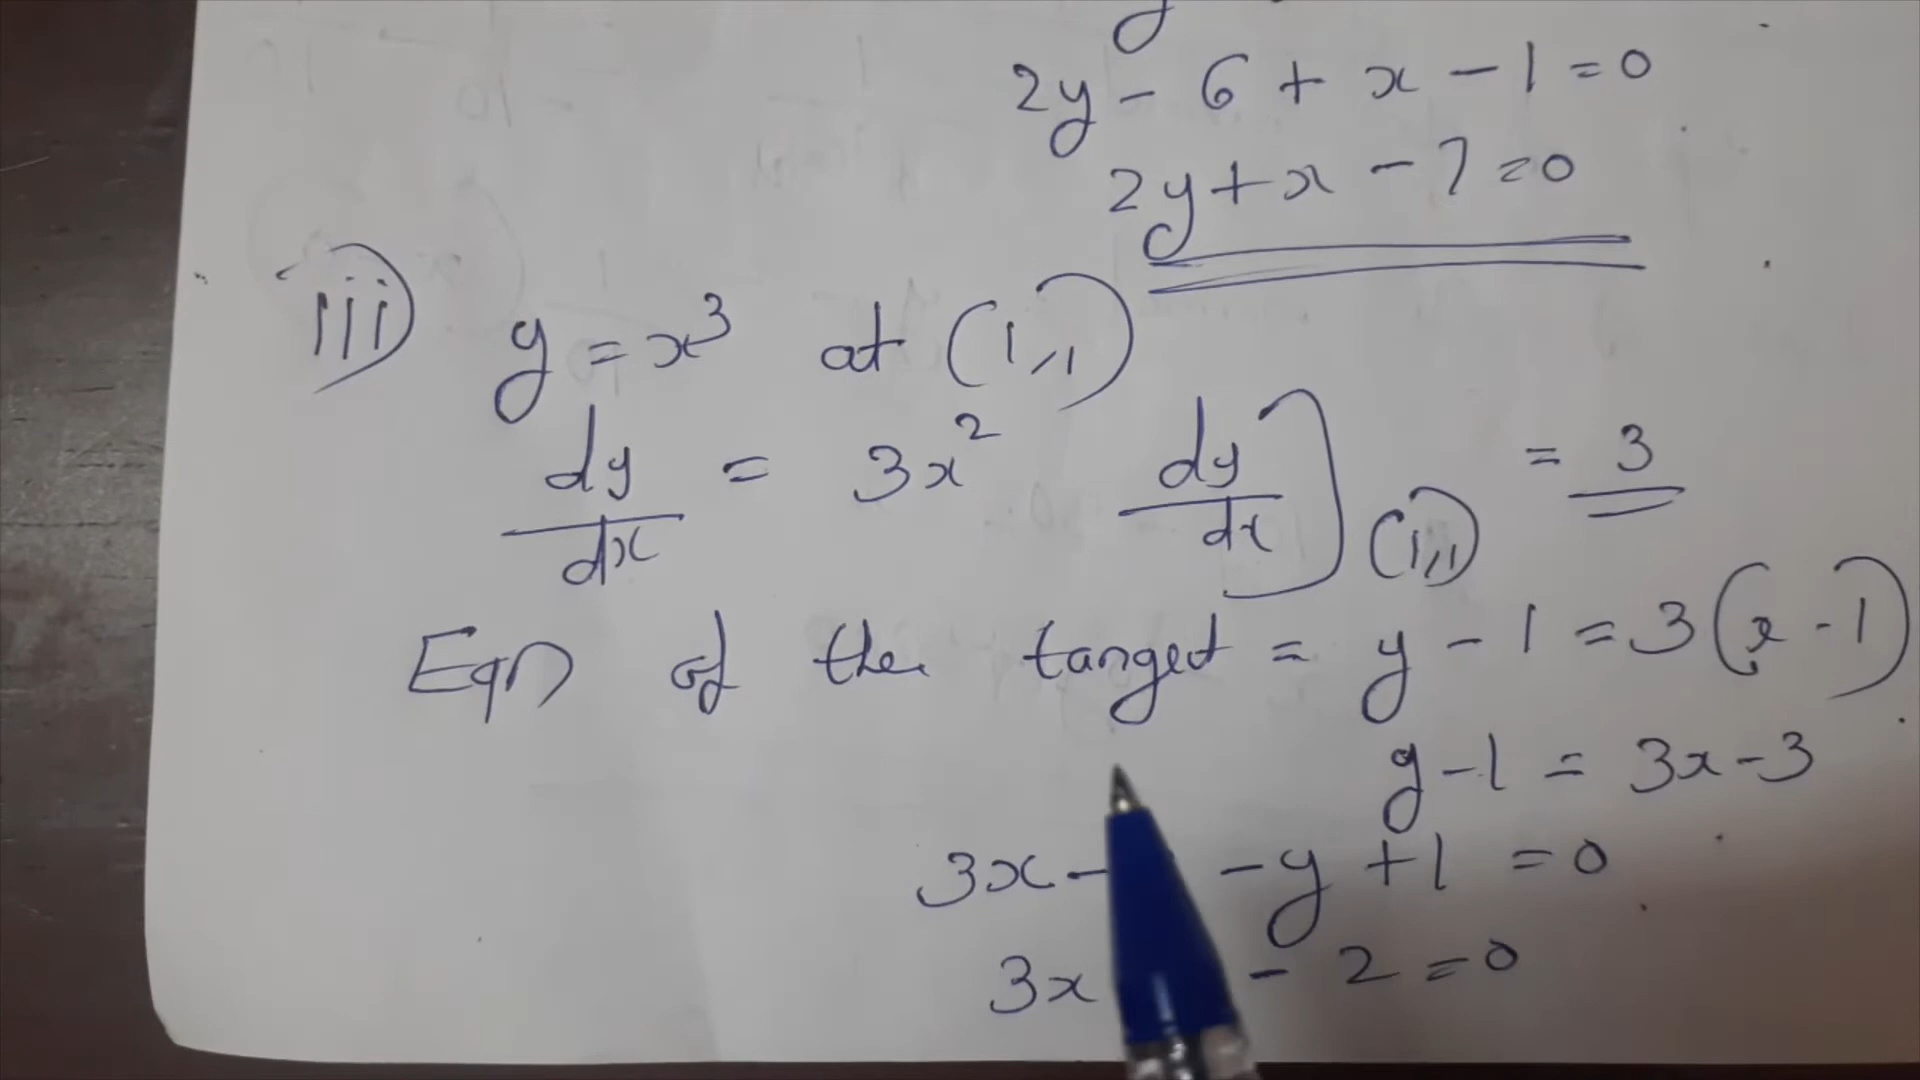 2y - 6 + x - 1 = 0
2y + x - 7 = 0
iii) y = x³ at (1,1)
dy/dx = 3x² dy/dx](1,1) = 3
Eqn of the tanget = y - 1 = 3(x - 1)
y - 1 = 3x - 3
3x - - y + 1 = 0
3x - 2 = 0